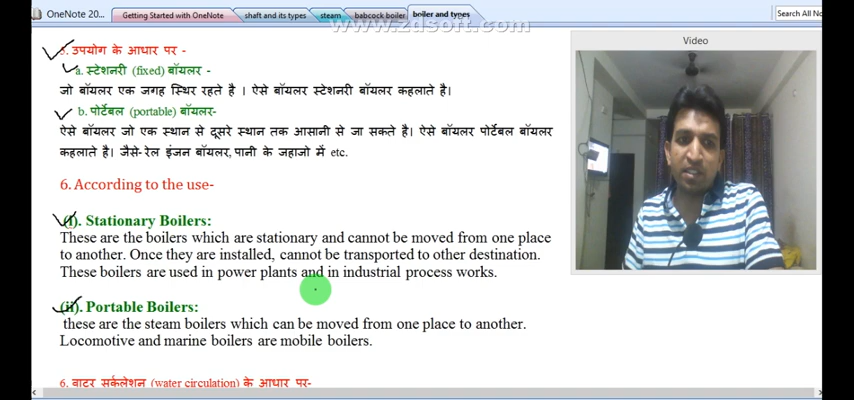 OneNote 20...
Getting Started with OneNote
shaft and its types
steam
babcock boiler
boiler and types
Search All No
www.zdsoft.com
Video
5. उपयोग के आधार पर -
a. स्टेशनरी (fixed) बॉयलर -
जो बॉयलर एक जगह स्थिर रहते है । ऐसे बॉयलर स्टेशनरी बॉयलर कहलाते है।
b. पोर्टेबल (portable) बॉयलर-
ऐसे बॉयलर जो एक स्थान से दूसरे स्थान तक आसानी से जा सकते है। ऐसे बॉयलर पोर्टेबल बॉयलर
कहलाते है। जैसे- रेल इंजन बॉयलर, पानी के जहाजो में etc.
6. According to the use-
(i). Stationary Boilers:
These are the boilers which are stationary and cannot be moved from one place
to another. Once they are installed, cannot be transported to other destination.
These boilers are used in power plants and in industrial process works.
(ii). Portable Boilers:
these are the steam boilers which can be moved from one place to another.
Locomotive and marine boilers are mobile boilers.
6. वाटर सर्कुलेशन (water circulation) के आधार पर-